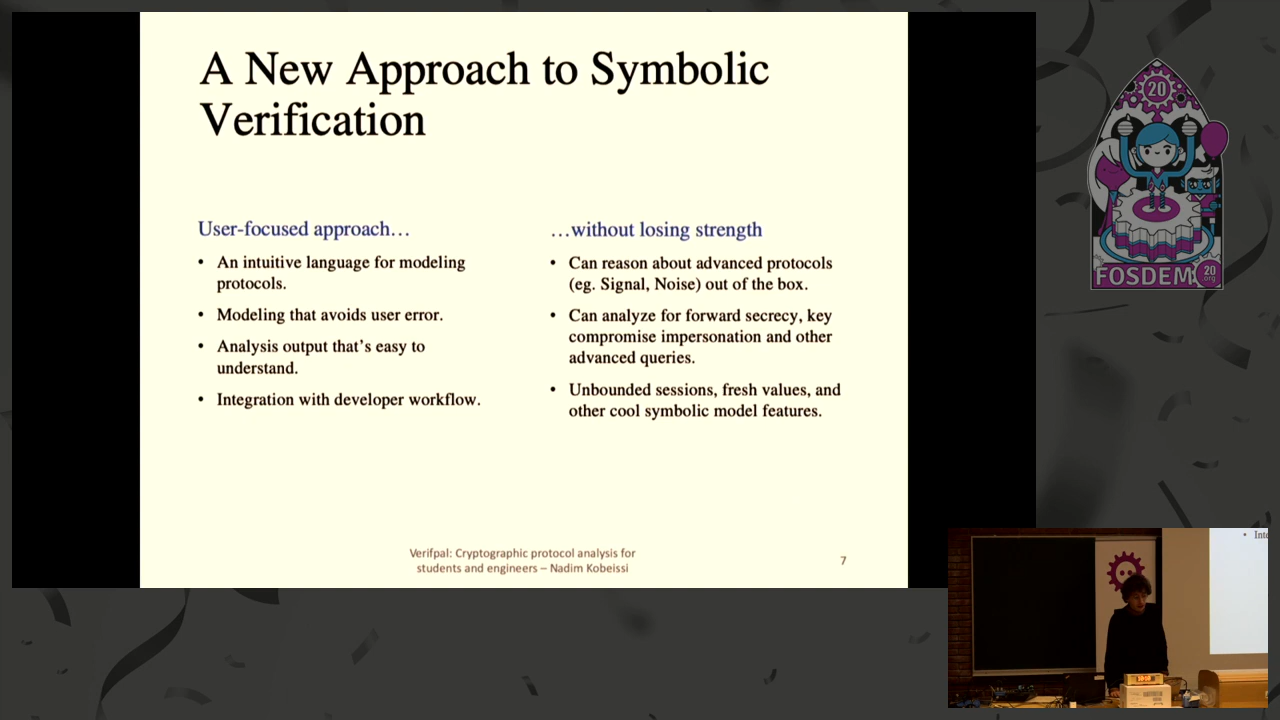 A New Approach to Symbolic
Verification
User-focused approach…
• An intuitive language for modeling
protocols.
• Modeling that avoids user error.
• Analysis output that's easy to
understand.
• Integration with developer workflow.
…without losing strength
• Can reason about advanced protocols
(eg. Signal, Noise) out of the box.
• Can analyze for forward secrecy, key
compromise impersonation and other
advanced queries.
• Unbounded sessions, fresh values, and
other cool symbolic model features.
Verifpal: Cryptographic protocol analysis for
students and engineers – Nadim Kobeissi
7
20
FOSDEM
20
org
• Inte